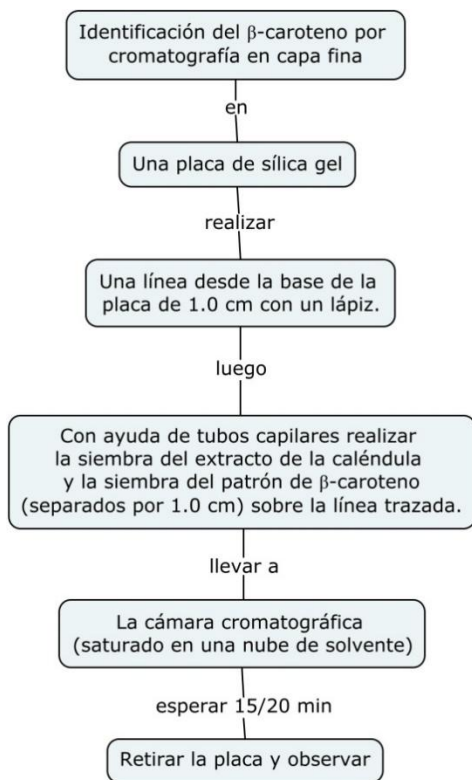 Identificación del β-caroteno por
cromatografía en capa fina
en
Una placa de sílica gel
realizar
Una línea desde la base de la
placa de 1.0 cm con un lápiz.
luego
Con ayuda de tubos capilares realizar
la siembra del extracto de la caléndula
y la siembra del patrón de β-caroteno
(separados por 1.0 cm) sobre la línea trazada.
llevar a
La cámara cromatográfica
(saturado en una nube de solvente)
esperar 15/20 min
Retirar la placa y observar